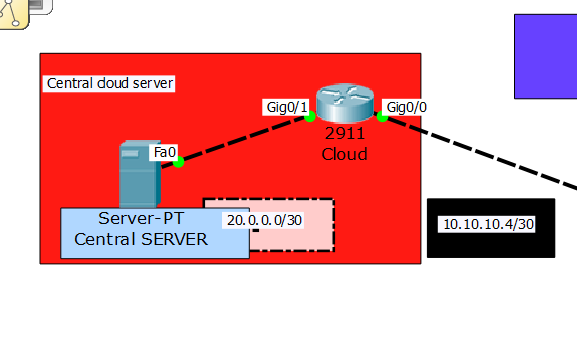 Central cloud server
Gig0/1
Gig0/0
2911
Cloud
Fa0
Server-PT
Central SERVER
20.0.0.0/30
10.10.10.4/30